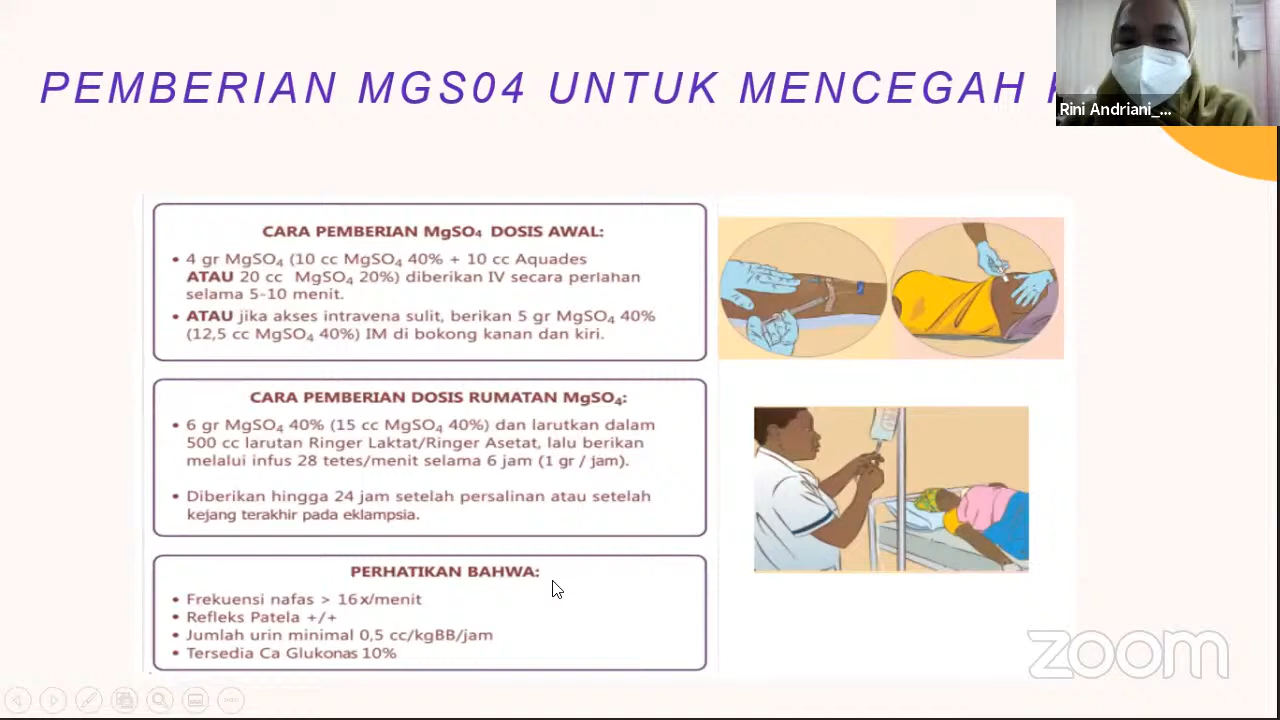 PEMBERIAN MGS04 UNTUK MENCEGAH
Rini Andriani_...
CARA PEMBERIAN MgSO₄ DOSIS AWAL:
• 4 gr MgSO₄ (10 cc MgSO₄ 40% + 10 cc Aquades
ATAU 20 cc MgSO₄ 20%) diberikan IV secara perlahan
selama 5-10 menit.
• ATAU jika akses intravena sulit, berikan 5 gr MgSO₄ 40%
(12,5 cc MgSO₄ 40%) IM di bokong kanan dan kiri.
CARA PEMBERIAN DOSIS RUMATAN MgSO₄:
• 6 gr MgSO₄ 40% (15 cc MgSO₄ 40%) dan larutkan dalam
500 cc larutan Ringer Laktat/Ringer Asetat, lalu berikan
melalui infus 28 tetes/menit selama 6 jam (1 gr / jam).
• Diberikan hingga 24 jam setelah persalinan atau setelah
kejang terakhir pada eklampsia.
PERHATIKAN BAHWA:
• Frekuensi nafas > 16x/menit
• Refleks Patela +/+
• Jumlah urin minimal 0,5 cc/kgBB/jam
• Tersedia Ca Glukonas 10%
zoom